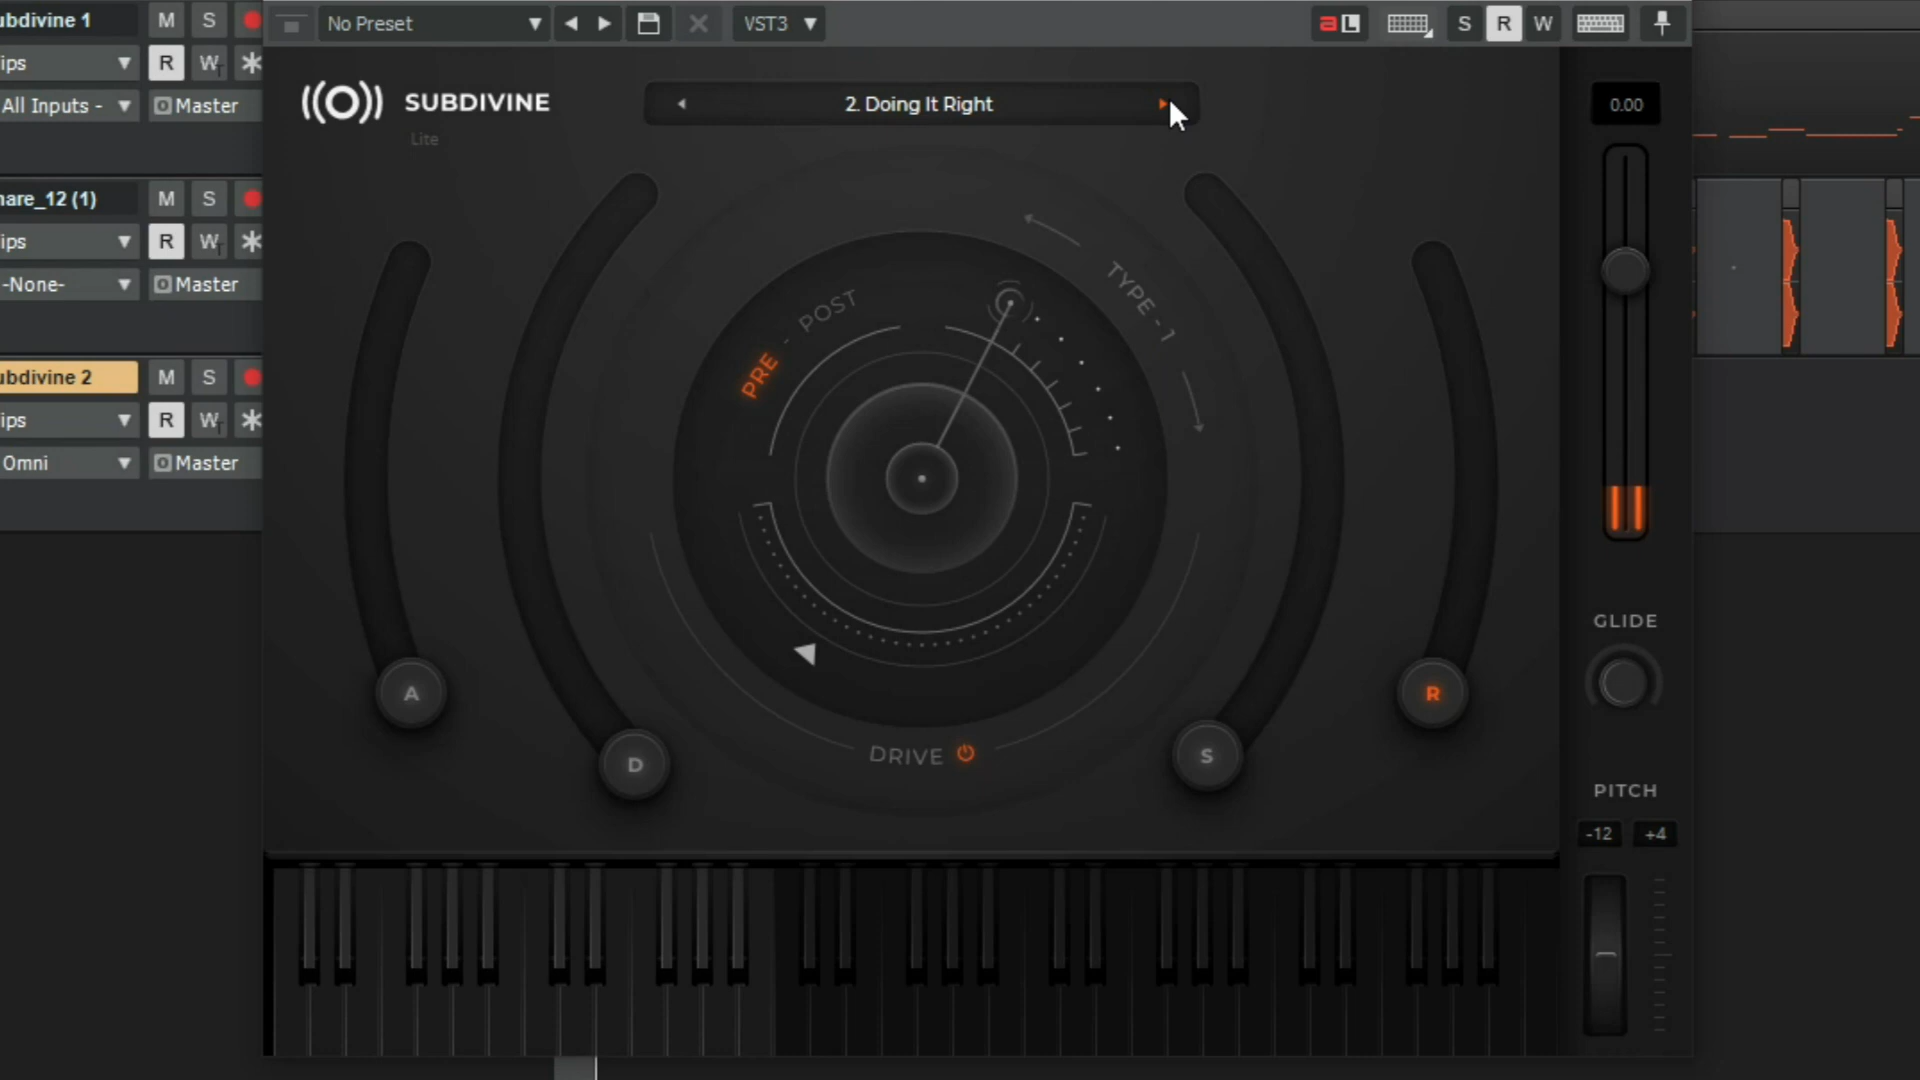 ubdivine 1 M S
No Preset VST3 a L S R W
ips R W
All Inputs - Master
SUBDIVINE
Lite
2. Doing It Right
0.00
hare_12 (1) M S
ips R W
-None- Master
ubdivine 2 M S
ips R W
Omni Master
PRE - POST
TYPE - 1
DRIVE
A
D
S
R
GLIDE
PITCH
-12 +4